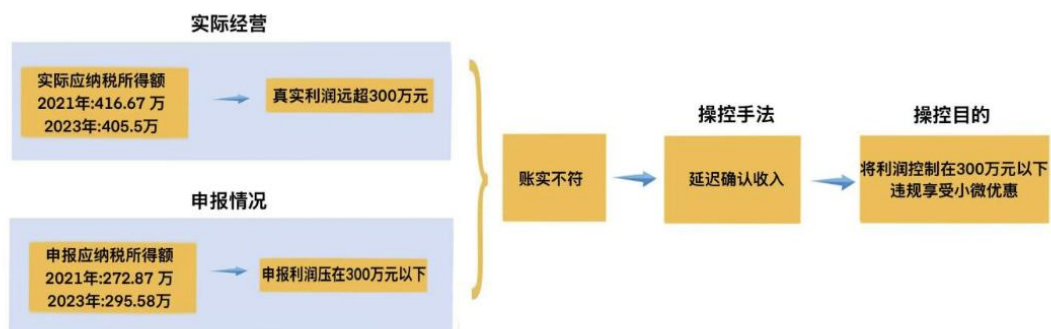 实际经营
实际应纳税所得额
2021年:416.67 万
2023年:405.5万
真实利润远超300万元
申报情况
申报应纳税所得额
2021年:272.87 万
2023年:295.58万
申报利润压在300万元以下
账实不符
操控手法
延迟确认收入
操控目的
将利润控制在300万元以下
违规享受小微优惠